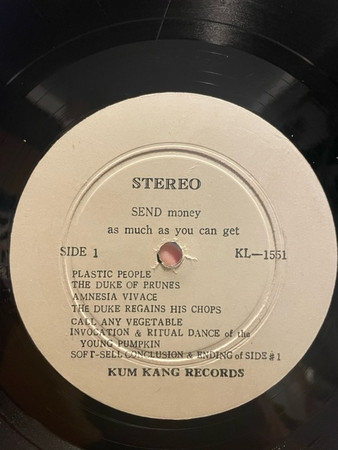 STEREO
SEND money
as much as you can get
SIDE 1 KL—1551
PLASTIC PEOPLE
THE DUKE OF PRUNES
AMNESIA VIVACE
THE DUKE REGAINS HIS CHOPS
CALL ANY VEGETABLE
INVOCATION & RITUAL DANCE of the
YOUNG PUMPKIN
SOFT-SELL CONCLUSION & ENDING of SIDE #1
KUM KANG RECORDS